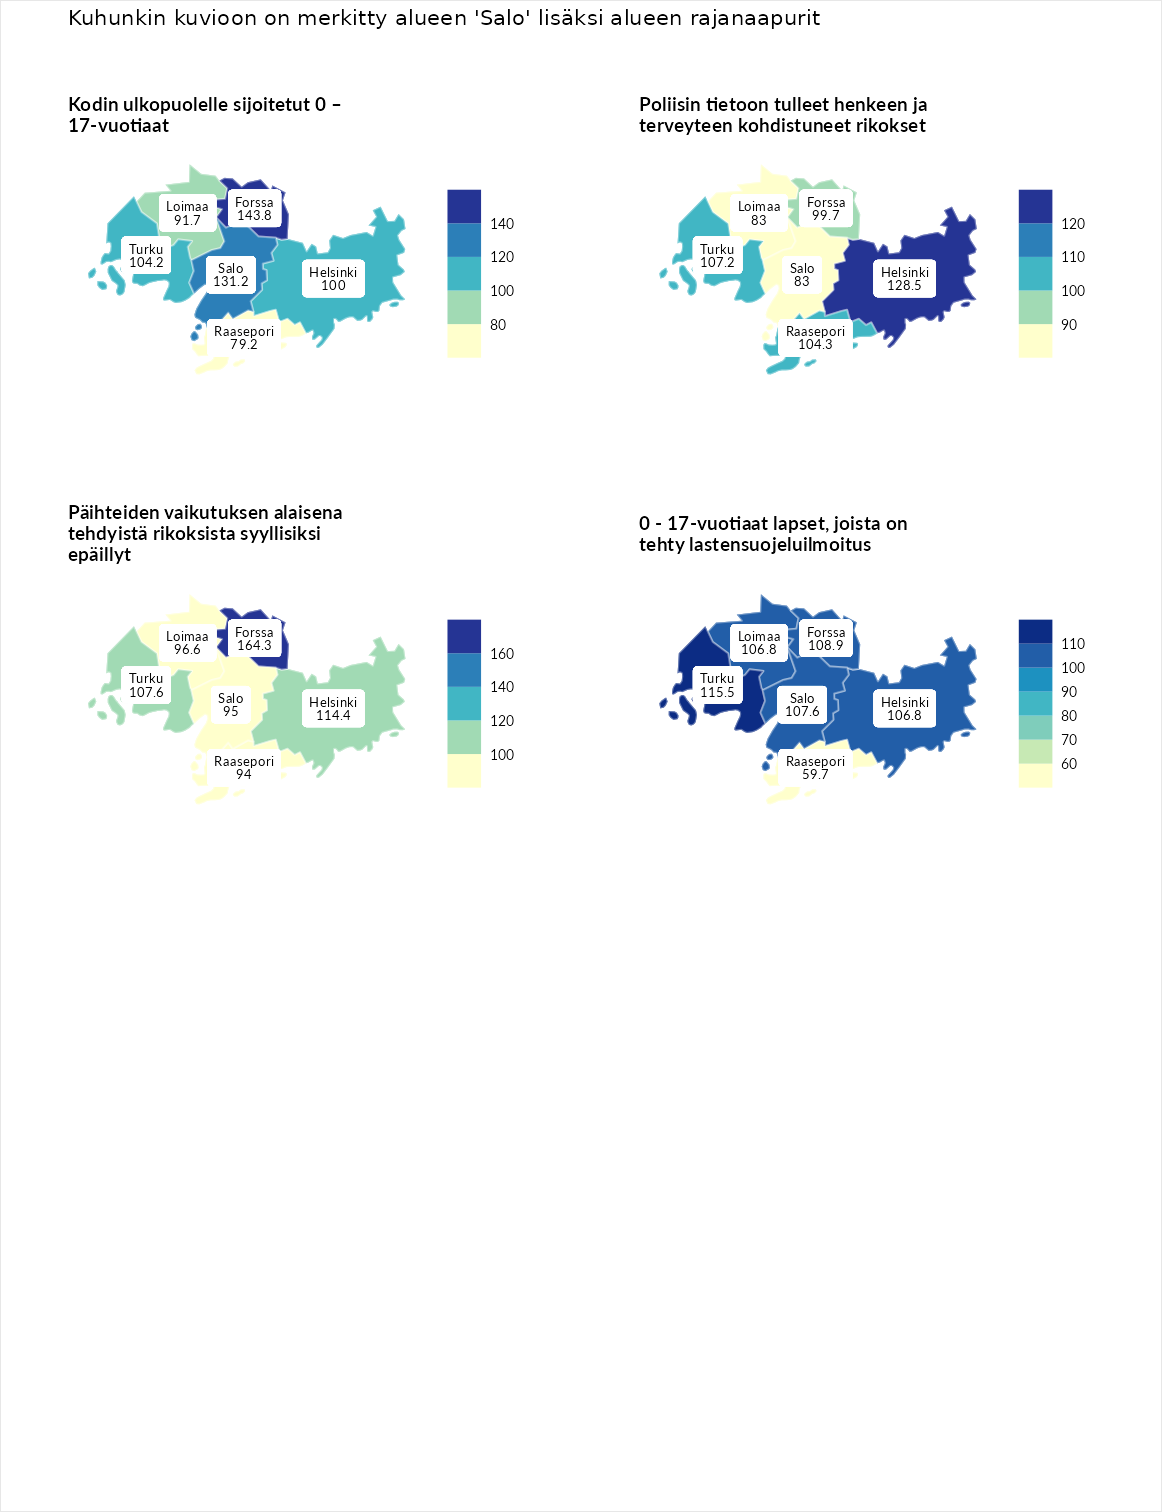 Kuhunkin kuvioon on merkitty alueen 'Salo' lisäksi alueen rajanaapurit
Kodin ulkopuolelle sijoitetut 0 –
17-vuotiaat
Loimaa
91.7
Forssa
143.8
Turku
104.2
Salo
131.2
Helsinki
100
Raasepori
79.2
140
120
100
80
Poliisin tietoon tulleet henkeen ja
terveyteen kohdistuneet rikokset
Loimaa
83
Forssa
99.7
Turku
107.2
Salo
83
Helsinki
128.5
Raasepori
104.3
120
110
100
90
Päihteiden vaikutuksen alaisena
tehdyistä rikoksista syyllisiksi
epäillyt
Loimaa
96.6
Forssa
164.3
Turku
107.6
Salo
95
Helsinki
114.4
Raasepori
94
160
140
120
100
0 - 17-vuotiaat lapset, joista on
tehty lastensuojeluilmoitus
Loimaa
106.8
Forssa
108.9
Turku
115.5
Salo
107.6
Helsinki
106.8
Raasepori
59.7
110
100
90
80
70
60